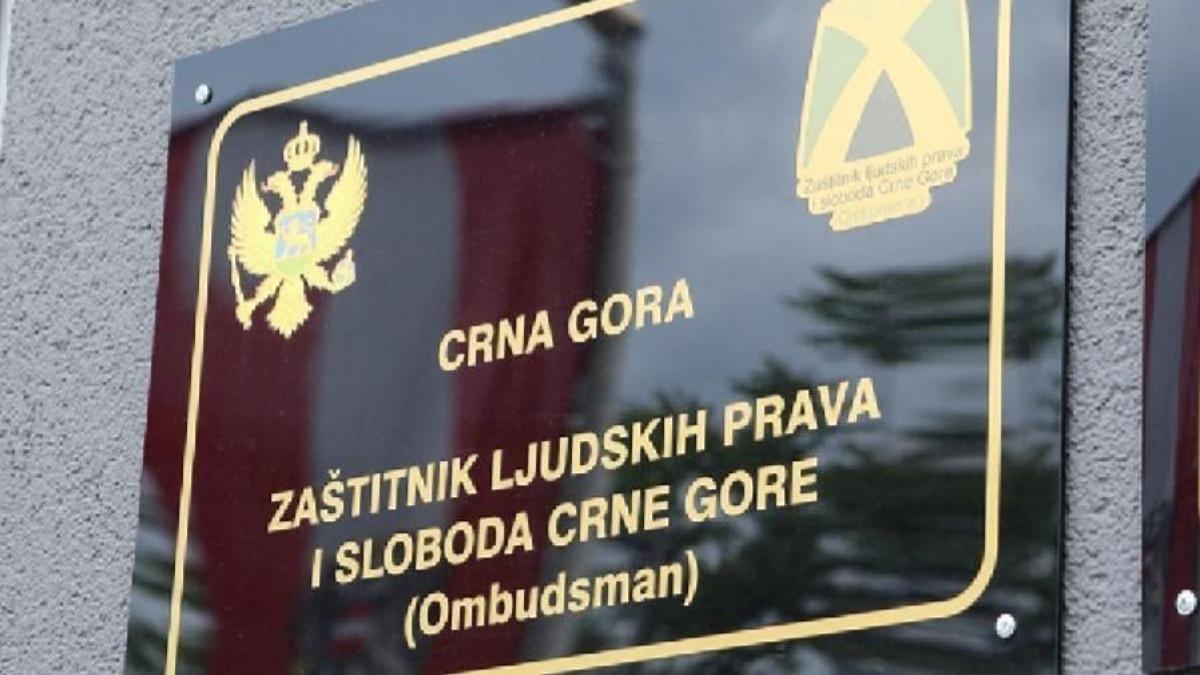 Zaštitnik ljudskih prava
i sloboda Crne Gore
(Ombudsman)
CRNA GORA
ZAŠTITNIK LJUDSKIH PRAVA
I SLOBODA CRNE GORE
(Ombudsman)